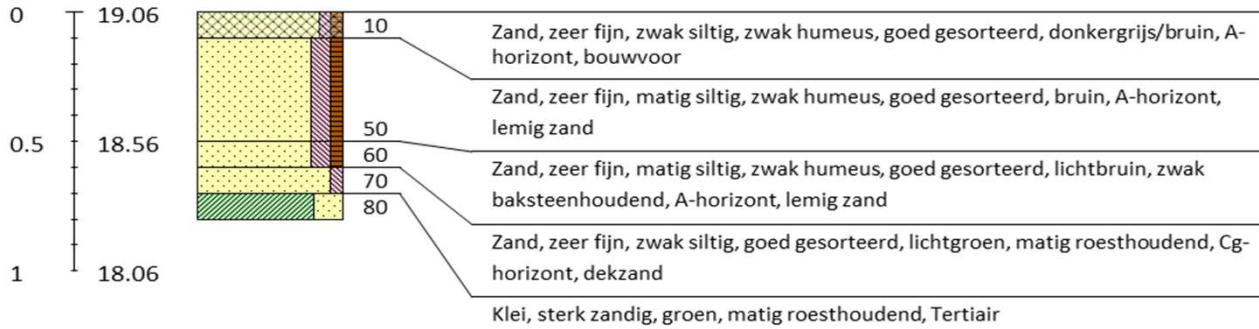 0 19.06
10
Zand, zeer fijn, zwak siltig, zwak humeus, goed gesorteerd, donkergrijs/bruin, A-
horizont, bouwvoor
Zand, zeer fijn, matig siltig, zwak humeus, goed gesorteerd, bruin, A-horizont,
lemig zand
50
0.5 18.56
60
Zand, zeer fijn, matig siltig, zwak humeus, goed gesorteerd, lichtbruin, zwak
baksteenhoudend, A-horizont, lemig zand
70
80
Zand, zeer fijn, zwak siltig, goed gesorteerd, lichtgroen, matig roesthoudend, Cg-
horizont, dekzand
1 18.06
Klei, sterk zandig, groen, matig roesthoudend, Tertiair